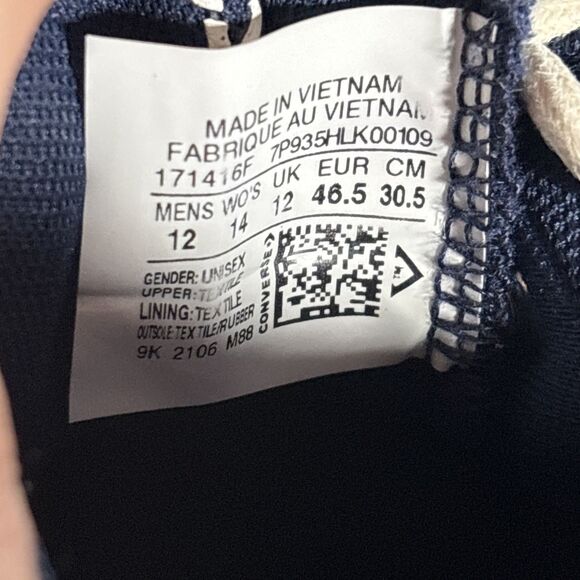 MADE IN VIETNAM
FABRIQUE AU VIETNAM
171416F 7P935HLK00109
MENS WO'S UK EUR CM
12 14 12 46.5 30.5
GENDER: UNISEX
UPPER: TEXTILE
LINING: TEXTILE
OUTSOLE: TEXTILE/RUBBER
9K 2106 M88
CONVERSE